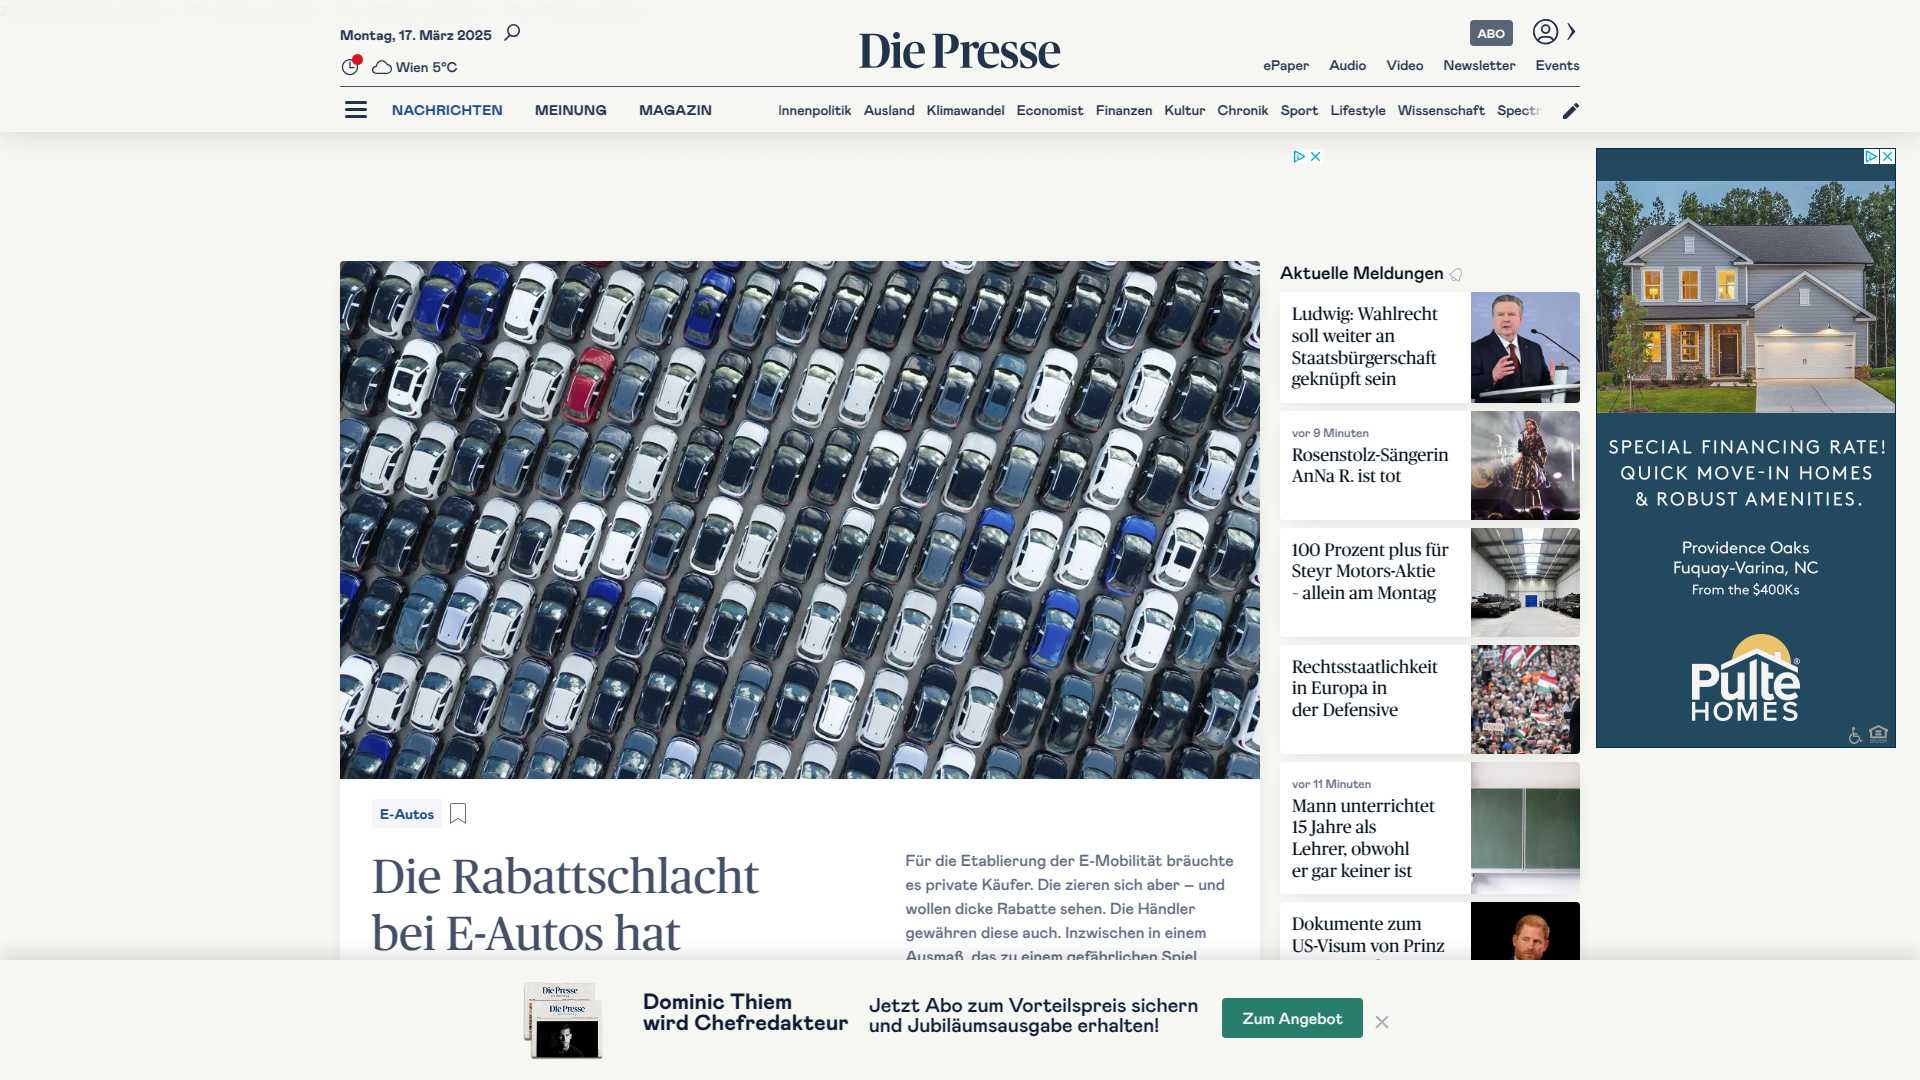 Montag, 17. März 2025
Wien 5°C
Die Presse
ABO
ePaper Audio Video Newsletter Events
NACHRICHTEN MEINUNG MAGAZIN
Innenpolitik Ausland Klimawandel Economist Finanzen Kultur Chronik Sport Lifestyle Wissenschaft Spectr
Aktuelle Meldungen
Ludwig: Wahlrecht
soll weiter an
Staatsbürgerschaft
geknüpft sein
vor 9 Minuten
Rosenstolz-Sängerin
AnNa R. ist tot
100 Prozent plus für
Steyr Motors-Aktie
- allein am Montag
Rechtsstaatlichkeit
in Europa in
der Defensive
vor 11 Minuten
Mann unterrichtet
15 Jahre als
Lehrer, obwohl
er gar keiner ist
Dokumente zum
US-Visum von Prinz
SPECIAL FINANCING RATE!
QUICK MOVE-IN HOMES
& ROBUST AMENITIES.
Providence Oaks
Fuquay-Varina, NC
From the $400Ks
Pulte®
HOMES
E-Autos
Die Rabattschlacht
bei E-Autos hat
Für die Etablierung der E-Mobilität bräuchte
es private Käufer. Die zieren sich aber – und
wollen dicke Rabatte sehen. Die Händler
gewähren diese auch. Inzwischen in einem
Ausmaß, das zu einem gefährlichen Spiel
Die Presse
Die Presse
Dominic Thiem
wird Chefredakteur
Jetzt Abo zum Vorteilspreis sichern
und Jubiläumsausgabe erhalten!
Zum Angebot